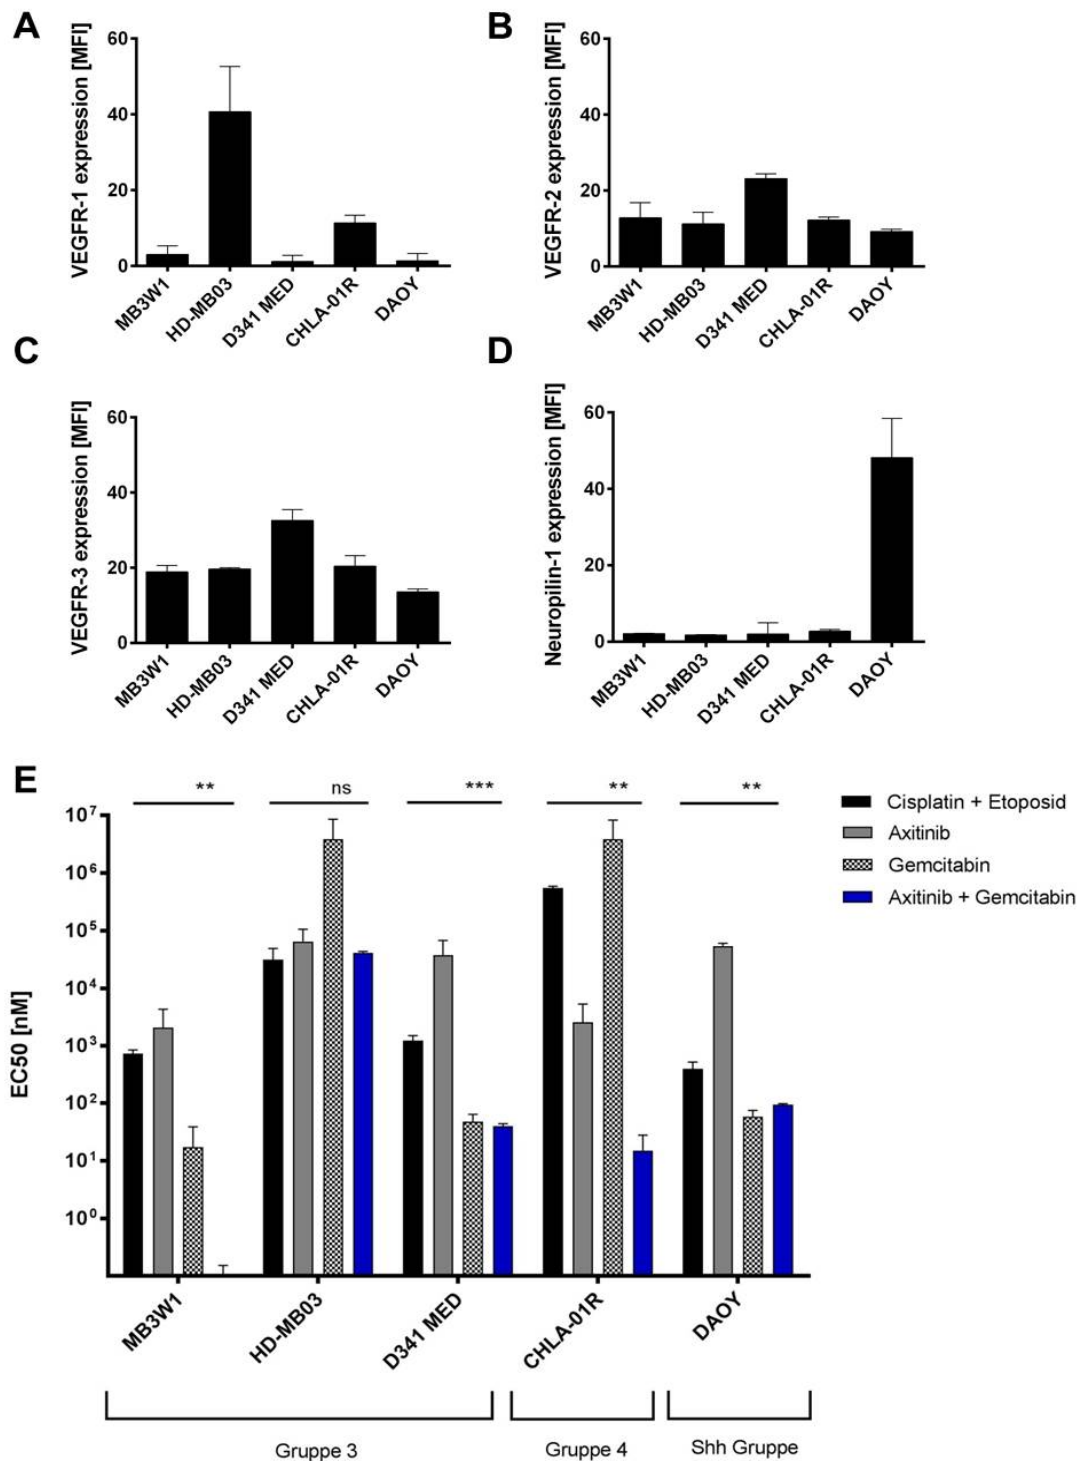 A
VEGFR-1 expression [MFI]
60
40
20
0
MB3W1
HD-MB03
D341 MED
CHLA-01R
DAOY
B
VEGFR-2 expression [MFI]
60
40
20
0
MB3W1
HD-MB03
D341 MED
CHLA-01R
DAOY
C
VEGFR-3 expression [MFI]
60
40
20
0
MB3W1
HD-MB03
D341 MED
CHLA-01R
DAOY
D
Neuropilin-1 expression [MFI]
60
40
20
0
MB3W1
HD-MB03
D341 MED
CHLA-01R
DAOY
E
** ns *** ** **
Cisplatin + Etoposid
Axitinib
Gemcitabin
Axitinib + Gemcitabin
EC50 [nM]
10⁷
10⁶
10⁵
10⁴
10³
10²
10¹
10⁰
MB3W1
HD-MB03
D341 MED
CHLA-01R
DAOY
Gruppe 3
Gruppe 4
Shh Gruppe